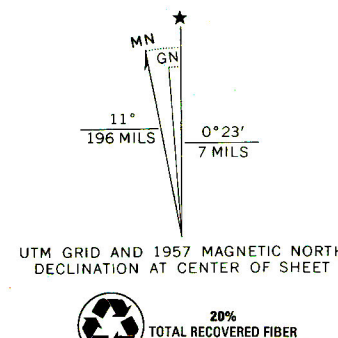 MN
GN
11°
196 MILS
0°23′
7 MILS
UTM GRID AND 1957 MAGNETIC NORTH
DECLINATION AT CENTER OF SHEET
20%
TOTAL RECOVERED FIBER